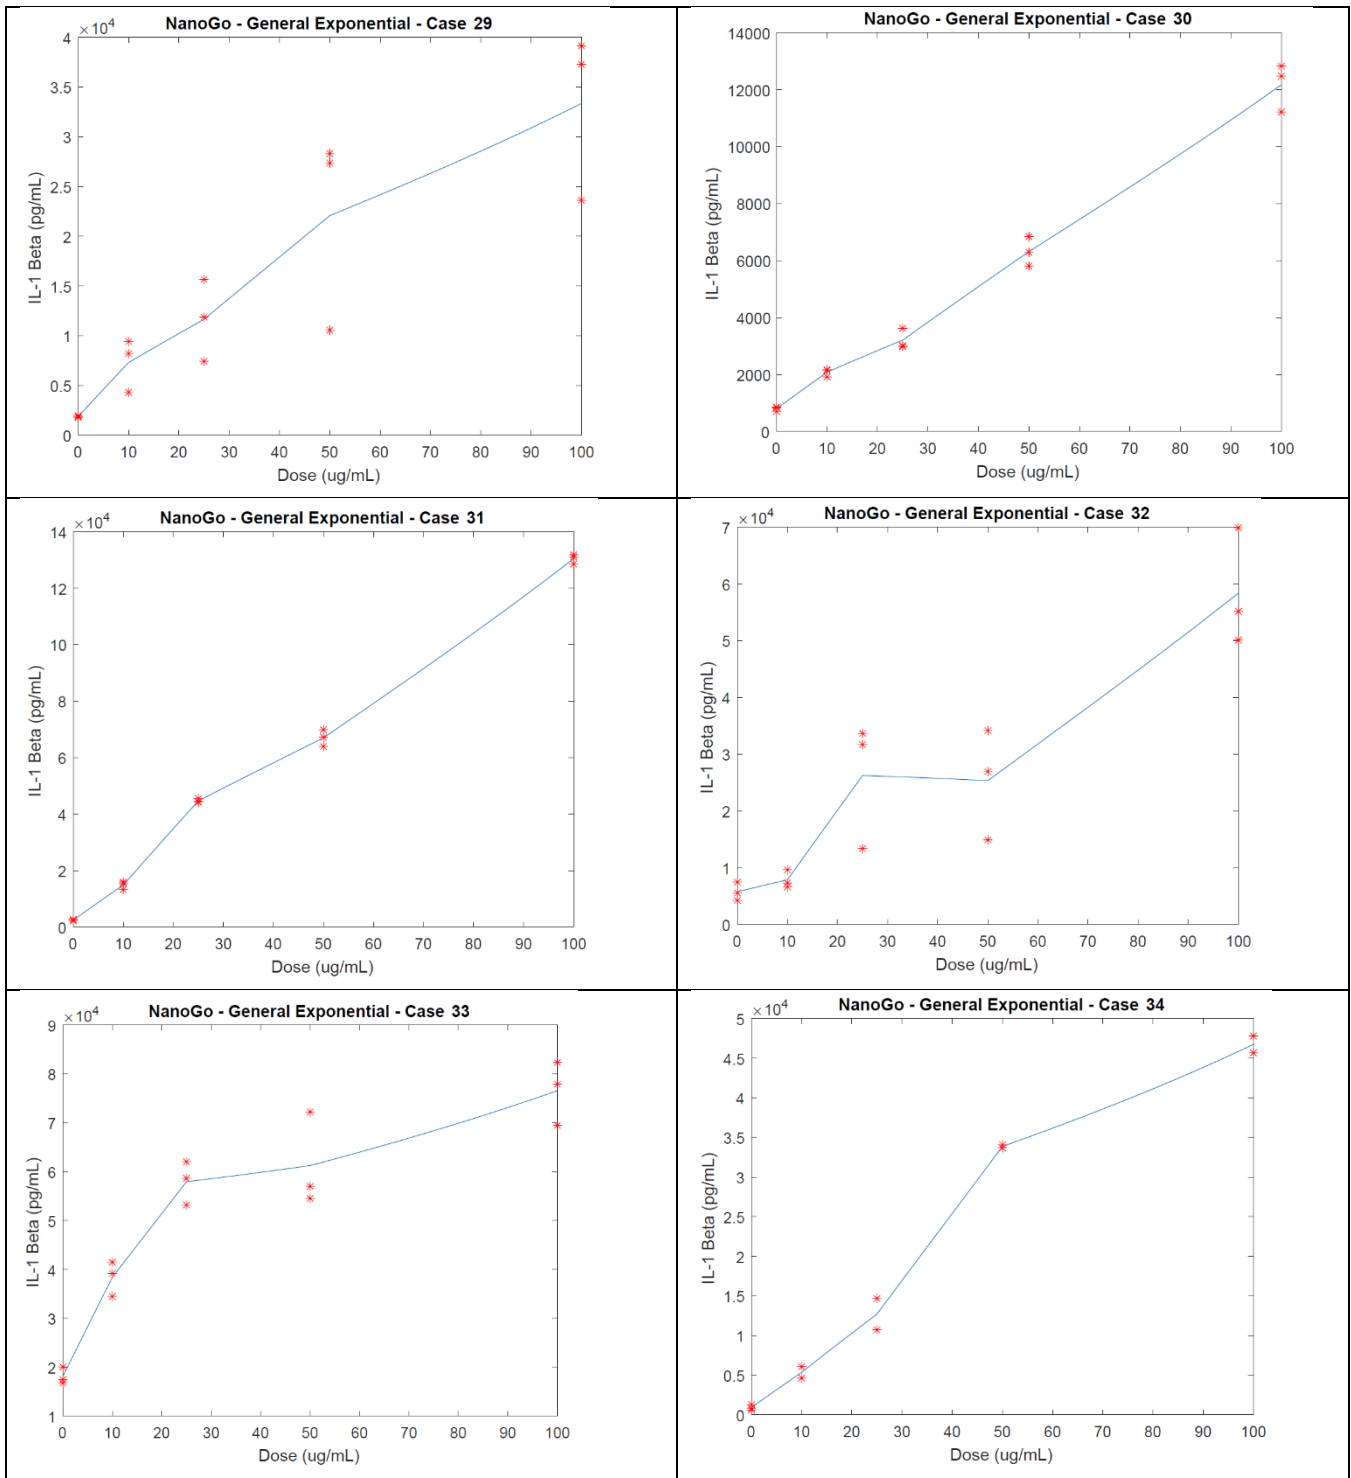 NanoGo - General Exponential - Case 29
×10⁴
4
3.5
3
2.5
2
1.5
1
0.5
0
IL-1 Beta (pg/mL)
0 10 20 30 40 50 60 70 80 90 100
Dose (ug/mL)
NanoGo - General Exponential - Case 30
14000
12000
10000
8000
6000
4000
2000
0
IL-1 Beta (pg/mL)
0 10 20 30 40 50 60 70 80 90 100
Dose (ug/mL)
NanoGo - General Exponential - Case 31
×10⁴
14
12
10
8
6
4
2
0
IL-1 Beta (pg/mL)
0 10 20 30 40 50 60 70 80 90 100
Dose (ug/mL)
NanoGo - General Exponential - Case 32
×10⁴
7
6
5
4
3
2
1
0
IL-1 Beta (pg/mL)
0 10 20 30 40 50 60 70 80 90 100
Dose (ug/mL)
NanoGo - General Exponential - Case 33
×10⁴
9
8
7
6
5
4
3
2
1
IL-1 Beta (pg/mL)
0 10 20 30 40 50 60 70 80 90 100
Dose (ug/mL)
NanoGo - General Exponential - Case 34
×10⁴
5
4.5
4
3.5
3
2.5
2
1.5
1
0.5
0
IL-1 Beta (pg/mL)
0 10 20 30 40 50 60 70 80 90 100
Dose (ug/mL)